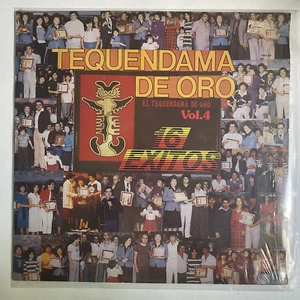 TEQUENDAMA
DE ORO
EL TEQUENDAMA DE ORO
Vol.4
16
EXITOS